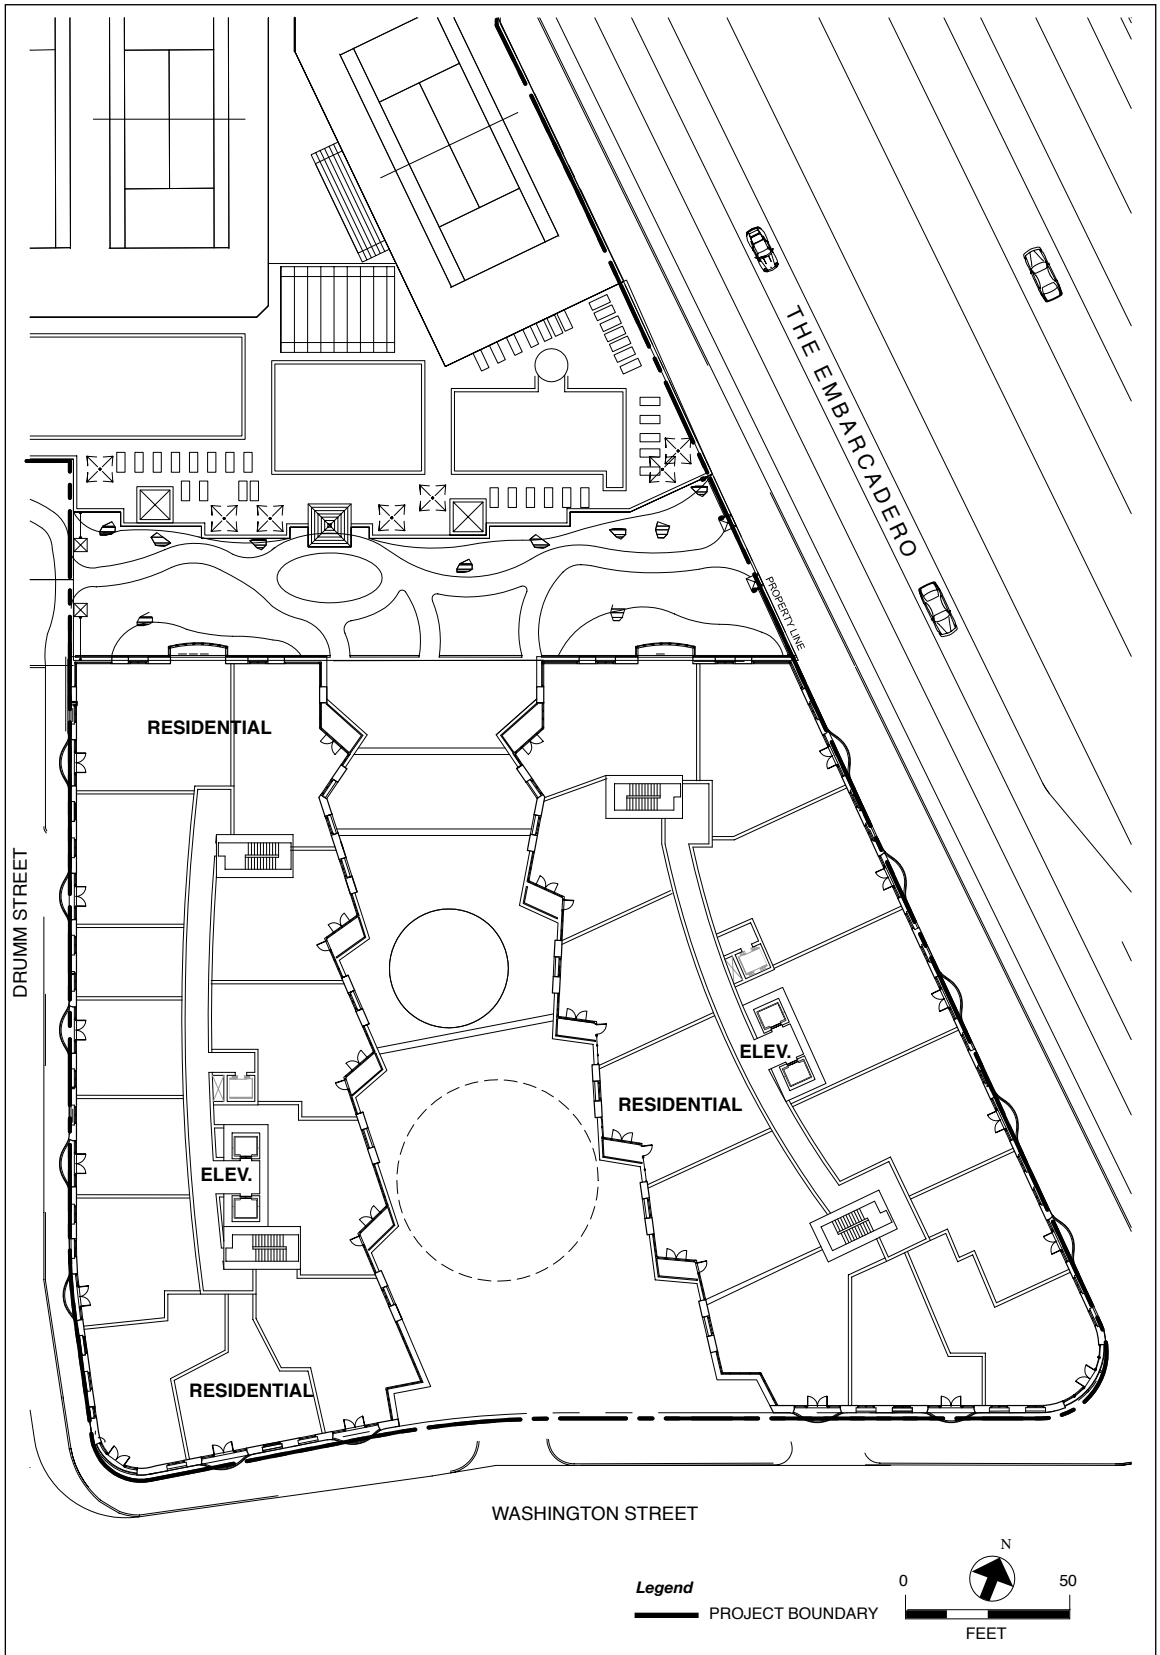 THE EMBARCADERO
PROPERTY LINE
RESIDENTIAL
DRUMM STREET
ELEV.
RESIDENTIAL
ELEV.
RESIDENTIAL
WASHINGTON STREET
N
Legend
0 50
PROJECT BOUNDARY
FEET